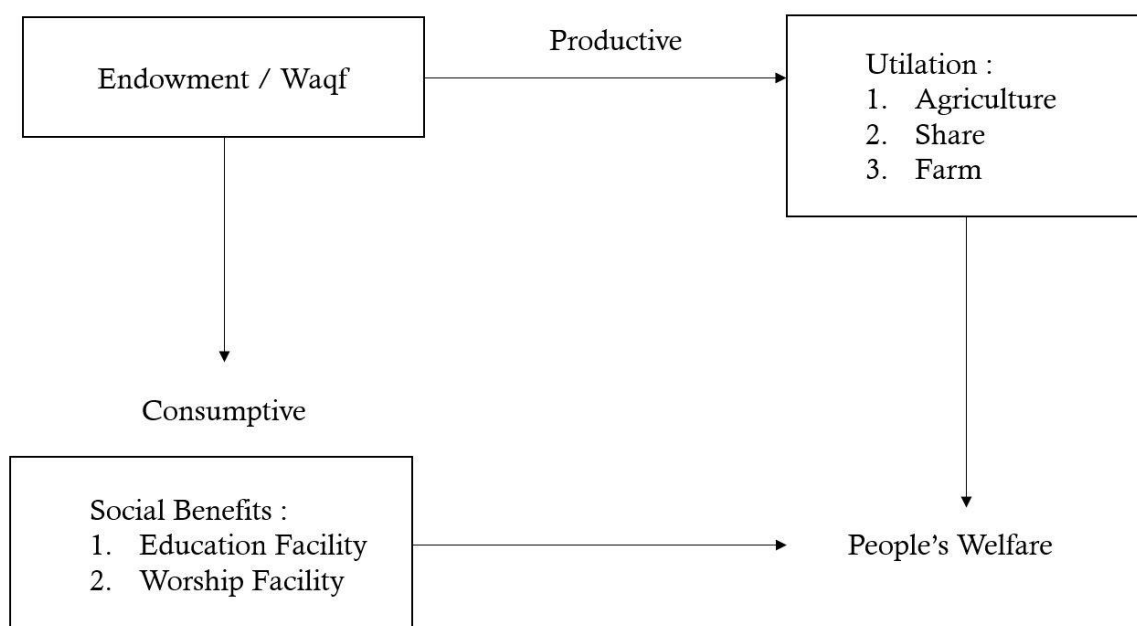 Endowment / Waqf
Productive
Utilation :
1. Agriculture
2. Share
3. Farm
Consumptive
Social Benefits :
1. Education Facility
2. Worship Facility
People’s Welfare